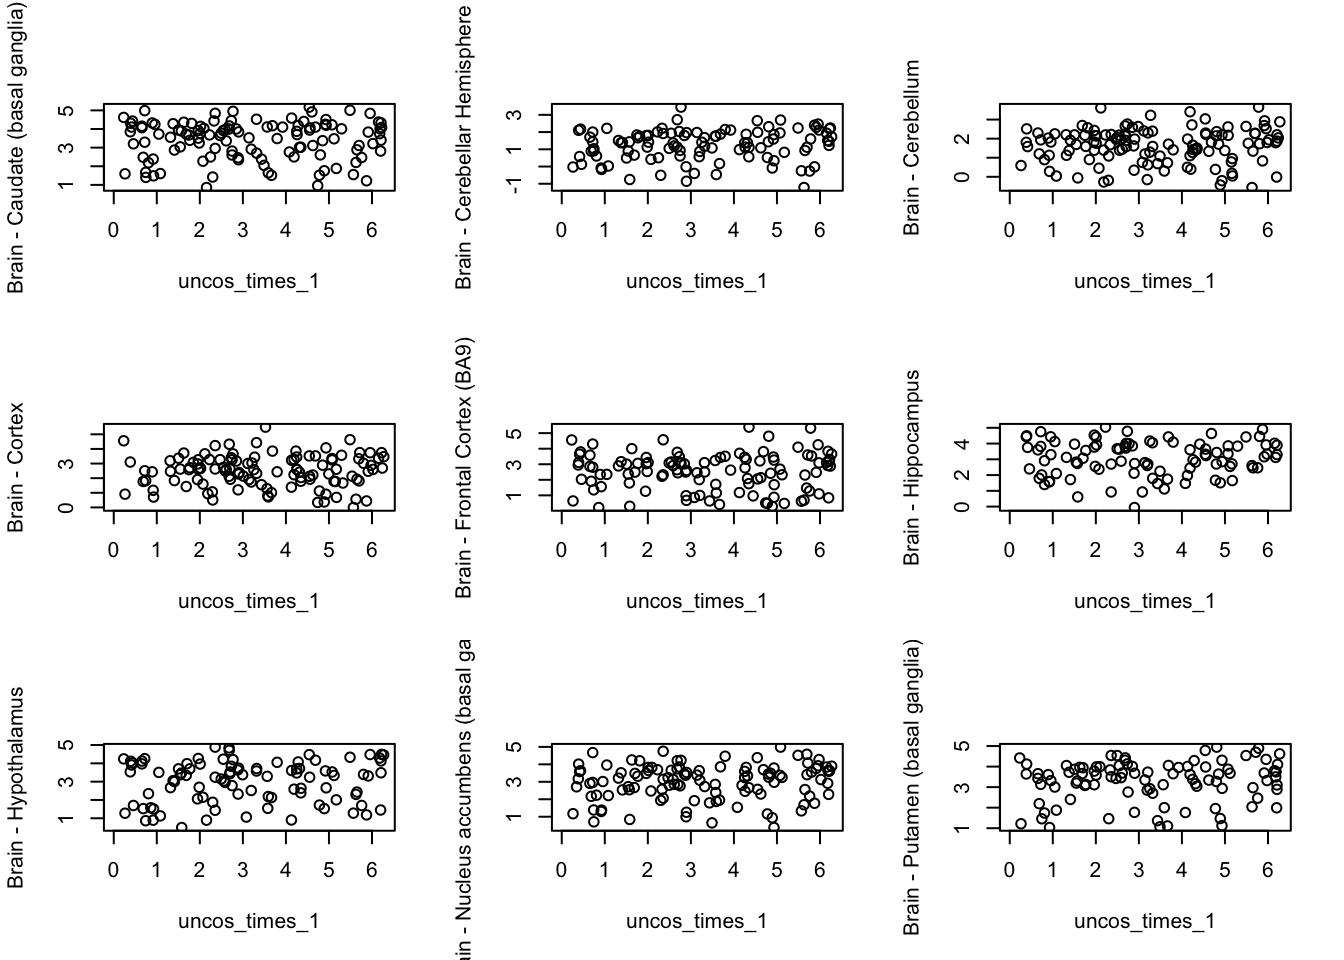 Brain - Caudate (basal ganglia)
5
3
1
0 1 2 3 4 5 6
uncos_times_1
Brain - Cerebellar Hemisphere
3
1
-1
0 1 2 3 4 5 6
uncos_times_1
Brain - Cerebellum
2
0
0 1 2 3 4 5 6
uncos_times_1
Brain - Cortex
3
0
0 1 2 3 4 5 6
uncos_times_1
Brain - Frontal Cortex (BA9)
5
3
1
0 1 2 3 4 5 6
uncos_times_1
Brain - Hippocampus
4
2
0
0 1 2 3 4 5 6
uncos_times_1
Brain - Hypothalamus
5
3
1
0 1 2 3 4 5 6
uncos_times_1
ain - Nucleus accumbens (basal ga
5
3
1
0 1 2 3 4 5 6
uncos_times_1
Brain - Putamen (basal ganglia)
5
3
1
0 1 2 3 4 5 6
uncos_times_1